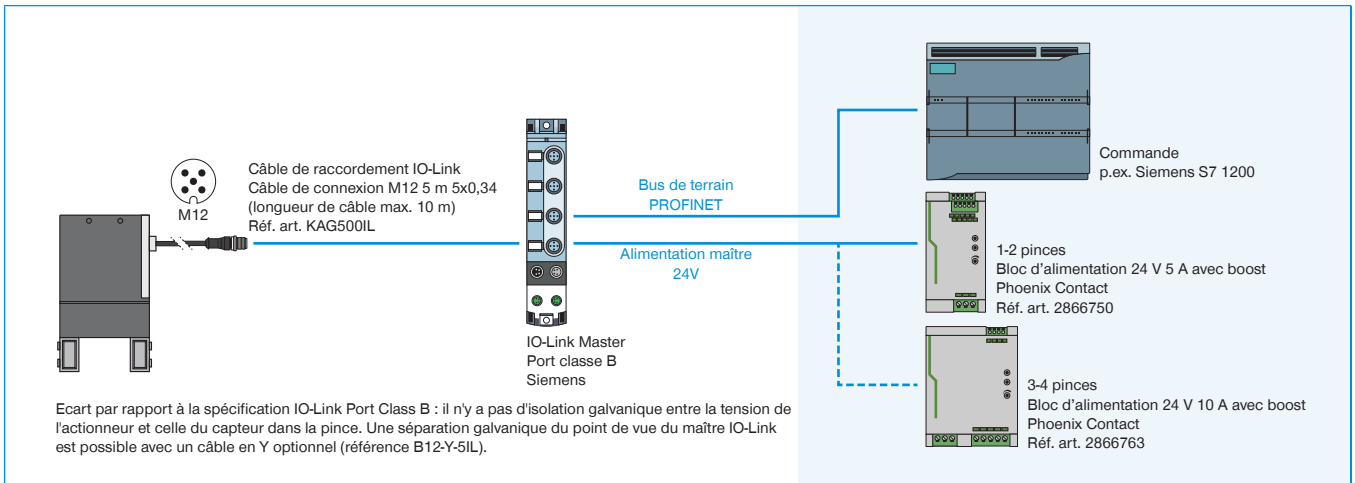 M12
Câble de raccordement IO-Link
Câble de connexion M12 5 m 5x0,34
(longueur de câble max. 10 m)
Réf. art. KAG500IL
IO-Link Master
Port classe B
Siemens
Bus de terrain
PROFINET
Alimentation maître
24V
Commande
p.ex. Siemens S7 1200
1-2 pinces
Bloc d'alimentation 24 V 5 A avec boost
Phoenix Contact
Réf. art. 2866750
3-4 pinces
Bloc d'alimentation 24 V 10 A avec boost
Phoenix Contact
Réf. art. 2866763
Ecart par rapport à la spécification IO-Link Port Class B : il n'y a pas d'isolation galvanique entre la tension de
l'actionneur et celle du capteur dans la pince. Une séparation galvanique du point de vue du maître IO-Link
est possible avec un câble en Y optionnel (référence B12-Y-5IL).